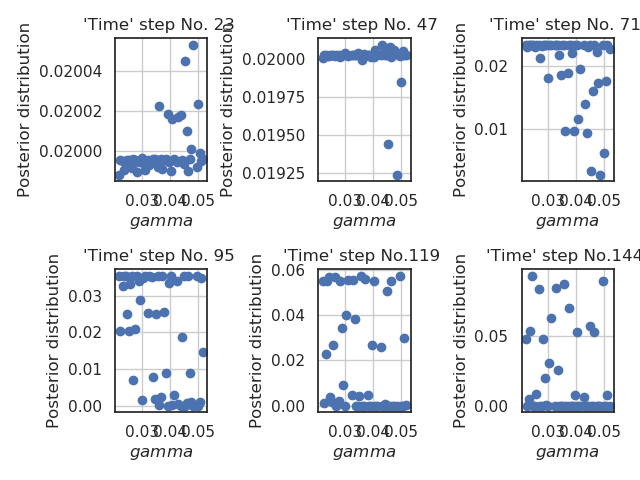 'Time' step No. 23
'Time' step No. 47
'Time' step No. 71
Posterior distribution
0.02004
0.02002
0.02000
0.03 0.04 0.05
gamma
Posterior distribution
0.02000
0.01975
0.01950
0.01925
0.03 0.04 0.05
gamma
Posterior distribution
0.02
0.01
0.03 0.04 0.05
gamma
'Time' step No. 95
'Time' step No.119
'Time' step No.144
Posterior distribution
0.03
0.02
0.01
0.00
0.03 0.04 0.05
gamma
Posterior distribution
0.06
0.04
0.02
0.00
0.03 0.04 0.05
gamma
Posterior distribution
0.05
0.00
0.03 0.04 0.05
gamma